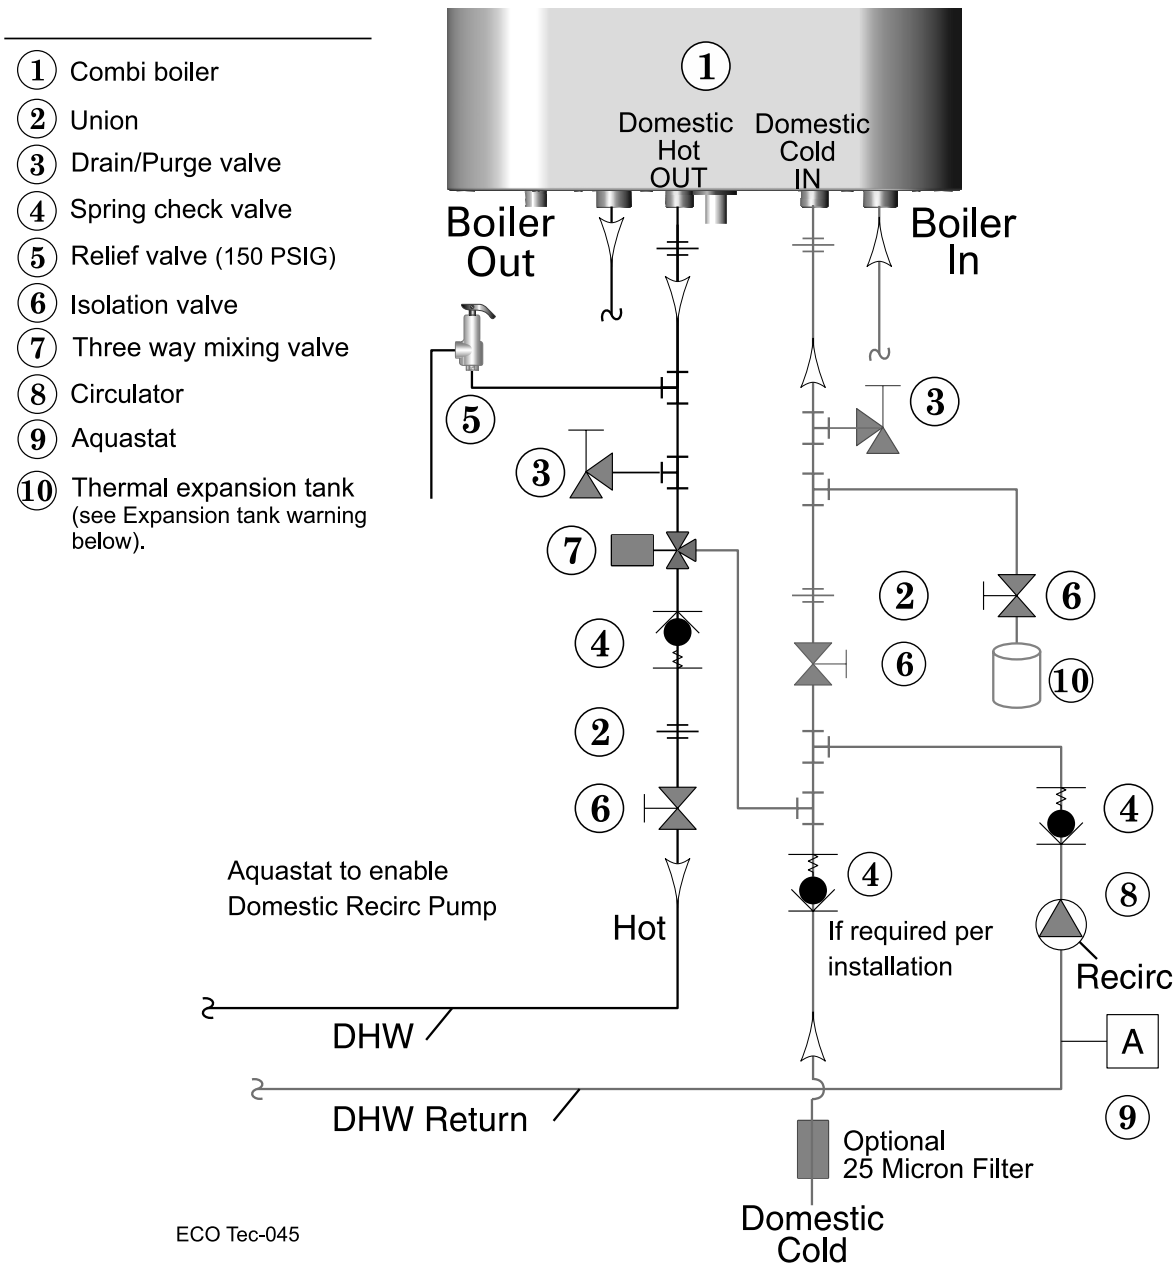 1 Combi boiler
2 Union
3 Drain/Purge valve
4 Spring check valve
5 Relief valve (150 PSIG)
6 Isolation valve
7 Three way mixing valve
8 Circulator
9 Aquastat
10 Thermal expansion tank
(see Expansion tank warning
below).
1
Domestic
Hot
OUT
Domestic
Cold
IN
Boiler
Out
Boiler
In
5
3
3
7
4
2
6
2
6
6
10
4
4
8
Aquastat to enable
Domestic Recirc Pump
Hot
If required per
installation
Recirc
DHW
A
DHW Return
9
Optional
25 Micron Filter
Domestic
Cold
ECO Tec-045